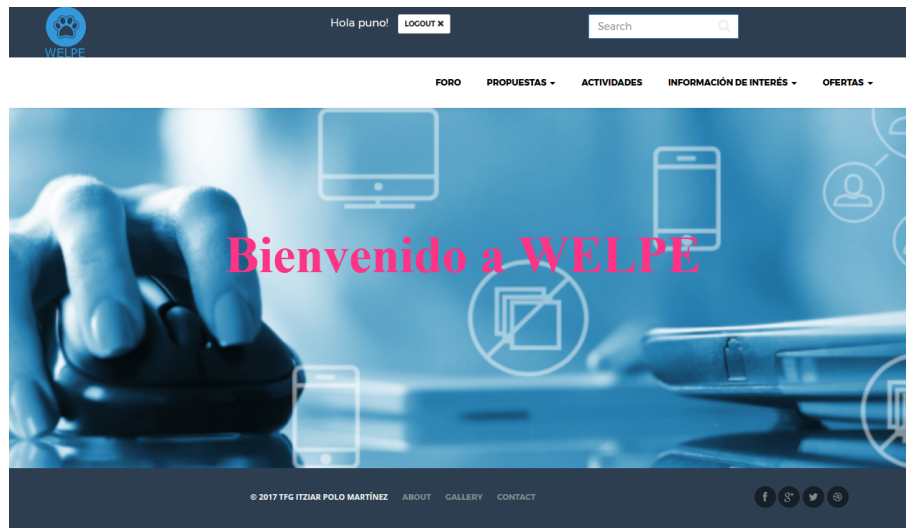 Hola puno! LOGOUT ✖ Search
WELPE
FORO PROPUESTAS ACTIVIDADES INFORMACIÓN DE INTERÉS OFERTAS
Bienvenido a WELPE
© 2017 TFG ITZIAR POLO MARTÍNEZ ABOUT GALLERY CONTACT